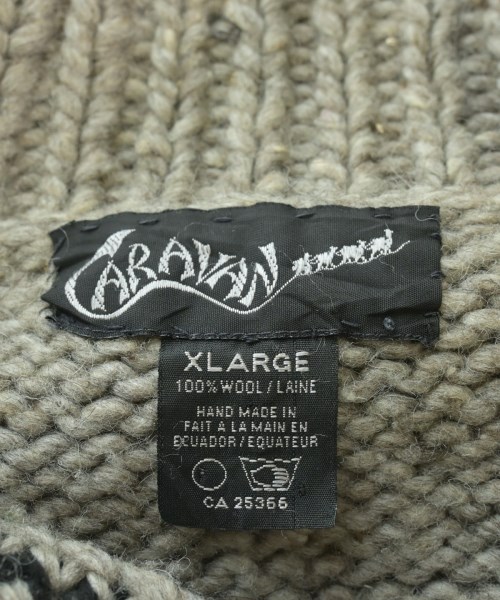 CARAVAN
XLARGE
100% WOOL / LAINE
HAND MADE IN
FAIT A LA MAIN EN
ECUADOR / EQUATEUR
CA 25366